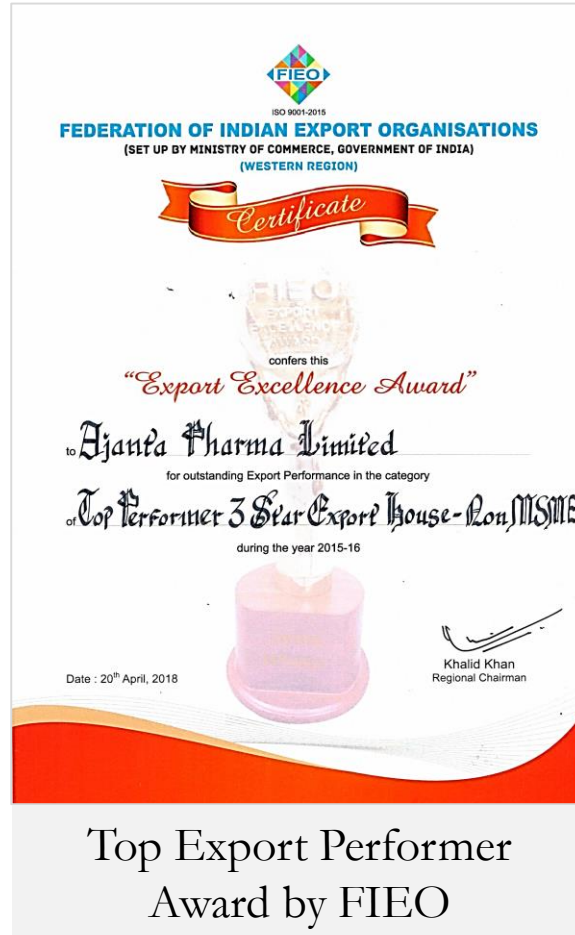 FIEO
ISO 9001-2015
FEDERATION OF INDIAN EXPORT ORGANISATIONS
(SET UP BY MINISTRY OF COMMERCE, GOVERNMENT OF INDIA)
(WESTERN REGION)
Certificate
FIEO
EXPORT
EXCELLENCE
confers this
"Export Excellence Award"
to Ajanta Pharma Limited
for outstanding Export Performance in the category
of Top Performer 3 Star Export House - Non MSME
during the year 2015-16
Khalid Khan
Date : 20th April, 2018
Regional Chairman
Top Export Performer
Award by FIEO